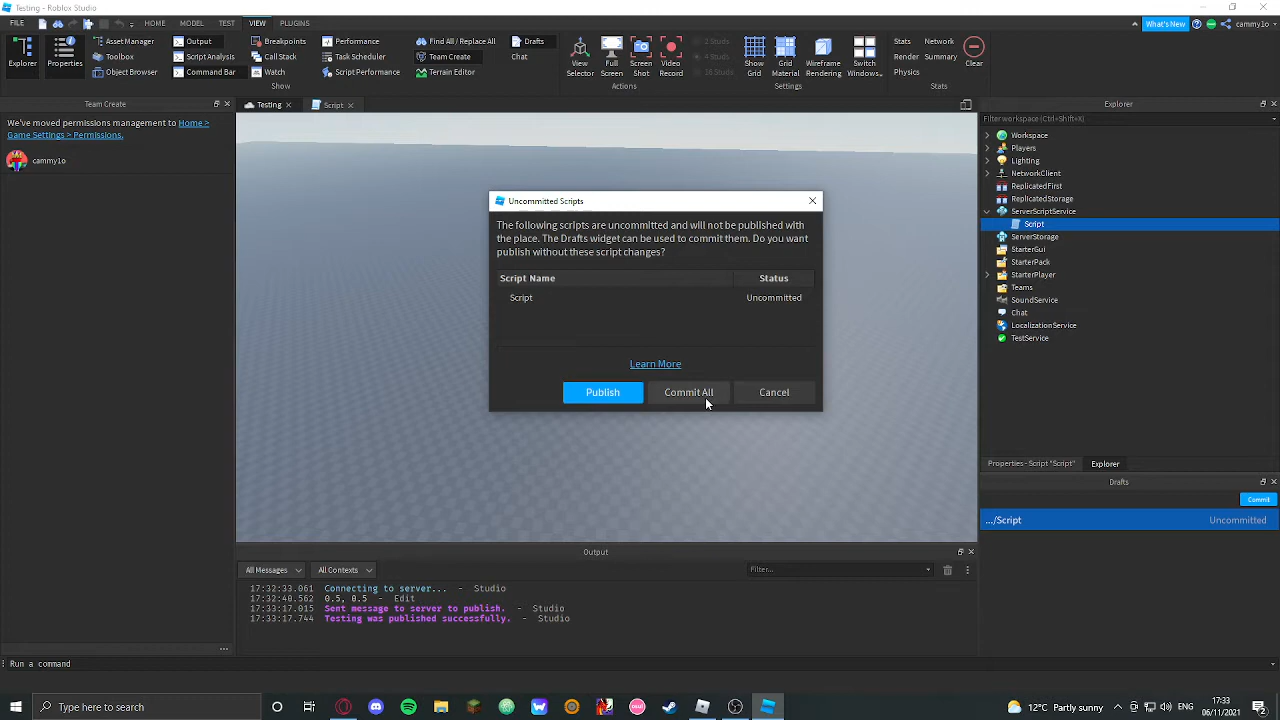 Testing - Roblox Studio
FILE HOME MODEL TEST VIEW PLUGINS What's New cammy1o
Explorer Properties Asset Manager Toolbox Object Browser Output Script Analysis Command Bar Breakpoints Call Stack Watch Performance Task Scheduler Script Performance Find All / Replace All Team Create Terrain Editor Drafts Chat
Show
View Selector Full Screen Screen Shot Video Record
Actions
2 Studs
4 Studs
16 Studs
Show Grid Grid Material Wireframe Rendering Switch Windows
Settings
Stats Network
Render Summary
Physics
Clear
Stats
Team Create
We've moved permissions management to Home >
Game Settings > Permissions.
cammy1o
Testing Script
Uncommitted Scripts
The following scripts are uncommitted and will not be published with
the place. The Drafts widget can be used to commit them. Do you want
publish without these script changes?
Script Name Status
Script Uncommitted
Learn More
Publish Commit All Cancel
Explorer
Filter workspace (Ctrl+Shift+X)
Workspace
Players
Lighting
NetworkClient
ReplicatedFirst
ReplicatedStorage
ServerScriptService
Script
ServerStorage
StarterGui
StarterPack
StarterPlayer
Teams
SoundService
Chat
LocalizationService
TestService
Properties - Script "Script" Explorer
Drafts
Commit
.../Script Uncommitted
Output
All Messages All Contexts Filter...
17:32:33.061 Connecting to server... - Studio
17:32:40.562 0.5, 0.5 - Edit
17:33:17.015 Sent message to server to publish. - Studio
17:33:17.744 Testing was published successfully. - Studio
Run a command
Type here to search
12°C Partly sunny ENG 17:33
06/11/2021